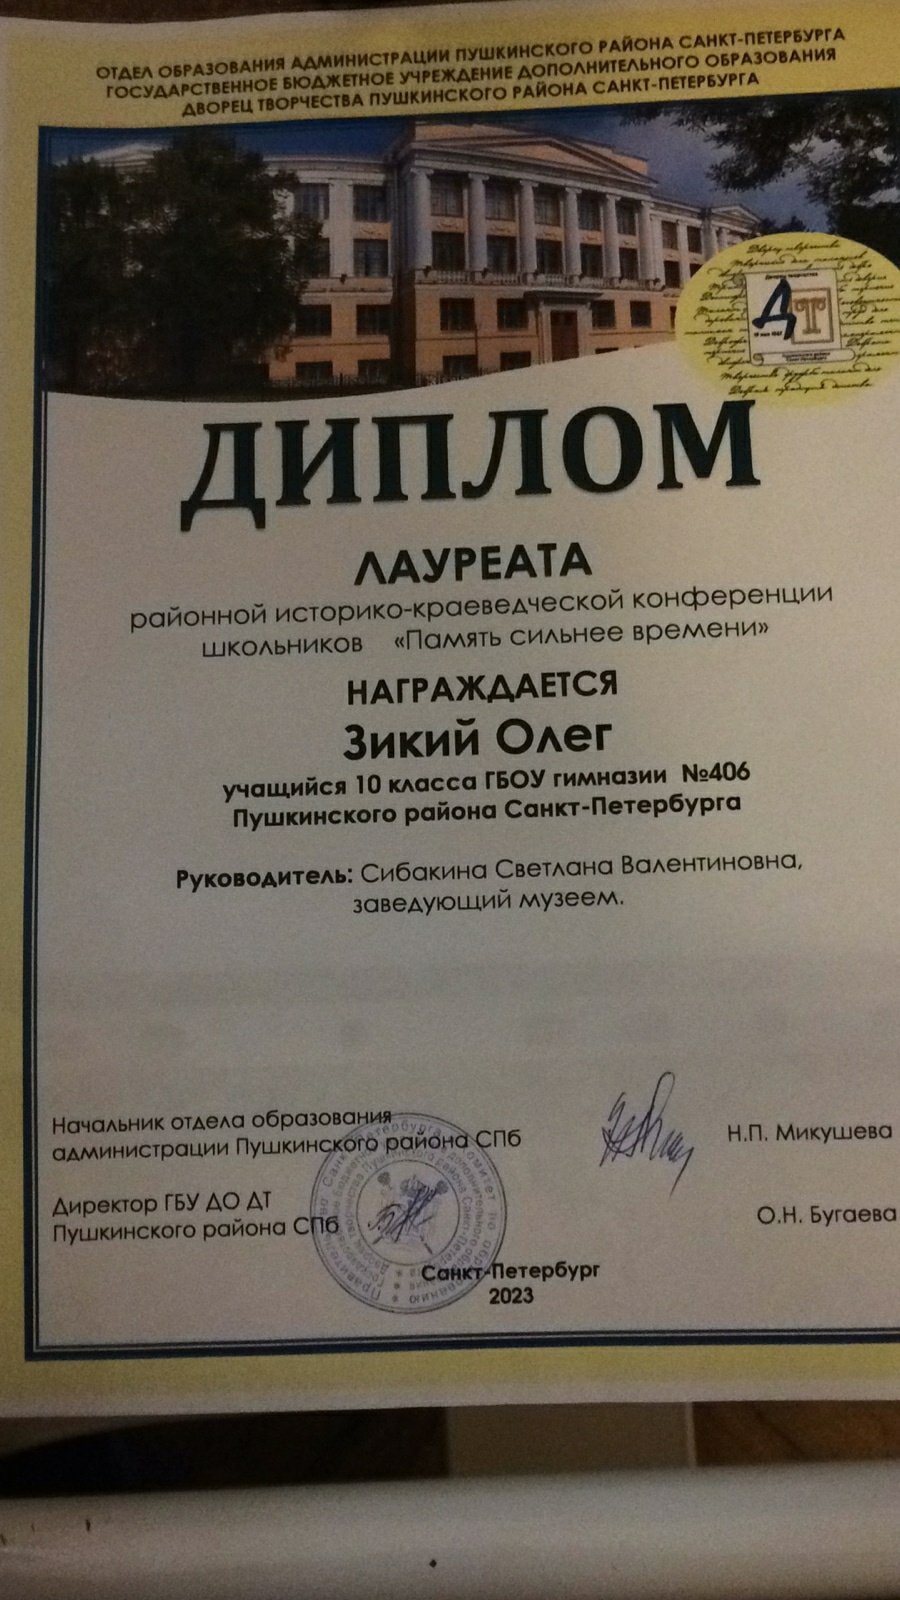 ОТДЕЛ ОБРАЗОВАНИЯ АДМИНИСТРАЦИИ ПУШКИНСКОГО РАЙОНА САНКТ-ПЕТЕРБУРГА
ГОСУДАРСТВЕННОЕ БЮДЖЕТНОЕ УЧРЕЖДЕНИЕ ДОПОЛНИТЕЛЬНОГО ОБРАЗОВАНИЯ
ДВОРЕЦ ТВОРЧЕСТВА ПУШКИНСКОГО РАЙОНА САНКТ-ПЕТЕРБУРГА
ДТ
ДИПЛОМ
ЛАУРЕАТА
районной историко-краеведческой конференции
школьников «Память сильнее времени»
НАГРАЖДАЕТСЯ
Зикий Олег
учащийся 10 класса ГБОУ гимназии №406
Пушкинского района Санкт-Петербурга
Руководитель: Сибакина Светлана Валентиновна,
заведующий музеем.
Начальник отдела образования
администрации Пушкинского района СПб
Н.П. Микушева
Директор ГБУ ДО ДТ
Пушкинского района СПб
О.Н. Бугаева
Санкт-Петербург
2023